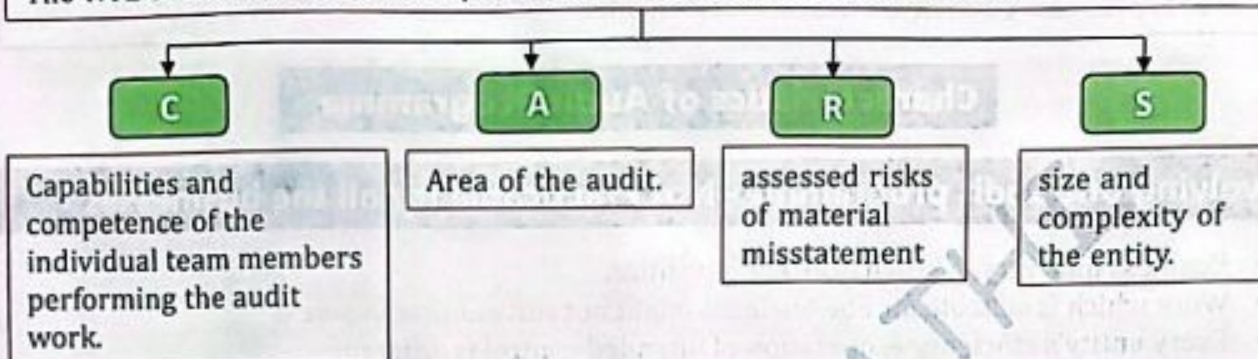 C
A
R
S
Capabilities and
competence of the
individual team members
performing the audit
work.
Area of the audit.
assessed risks
of material
misstatement
size and
complexity of
the entity.